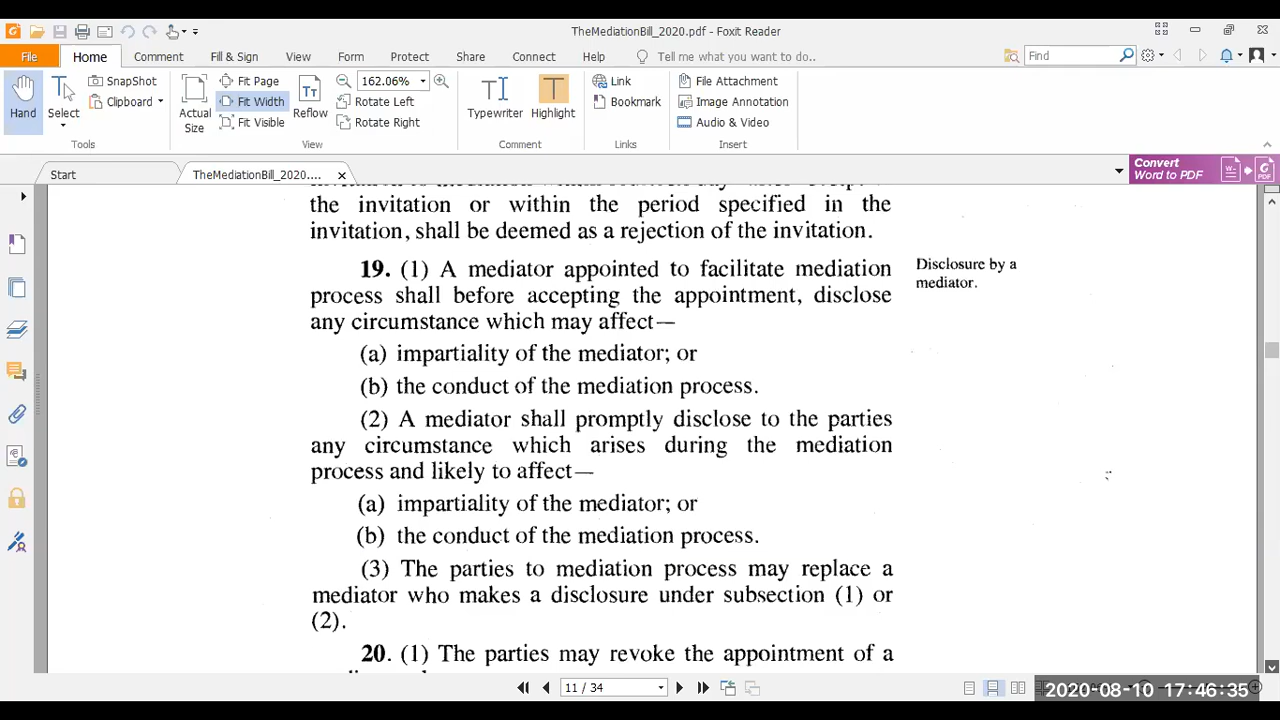 TheMediationBill_2020.pdf - Foxit Reader
File Home Comment Fill & Sign View Form Protect Share Connect Help Tell me what you want to do.. Find
Hand Select SnapShot Clipboard Actual Size Fit Page Fit Width Fit Visible Reflow 162.06% Rotate Left Rotate Right Typewriter Highlight Link Bookmark File Attachment Image Annotation Audio & Video
Tools View Comment Links Insert
Start TheMediationBill_2020.... Convert Word to PDF
the invitation or within the period specified in the
invitation, shall be deemed as a rejection of the invitation.
19. (1) A mediator appointed to facilitate mediation
Disclosure by a
mediator.
process shall before accepting the appointment, disclose
any circumstance which may affect—
(a) impartiality of the mediator; or
(b) the conduct of the mediation process.
(2) A mediator shall promptly disclose to the parties
any circumstance which arises during the mediation
process and likely to affect—
(a) impartiality of the mediator; or
(b) the conduct of the mediation process.
(3) The parties to mediation process may replace a
mediator who makes a disclosure under subsection (1) or
(2).
20. (1) The parties may revoke the appointment of a
11 / 34
2020-08-10 17:46:35